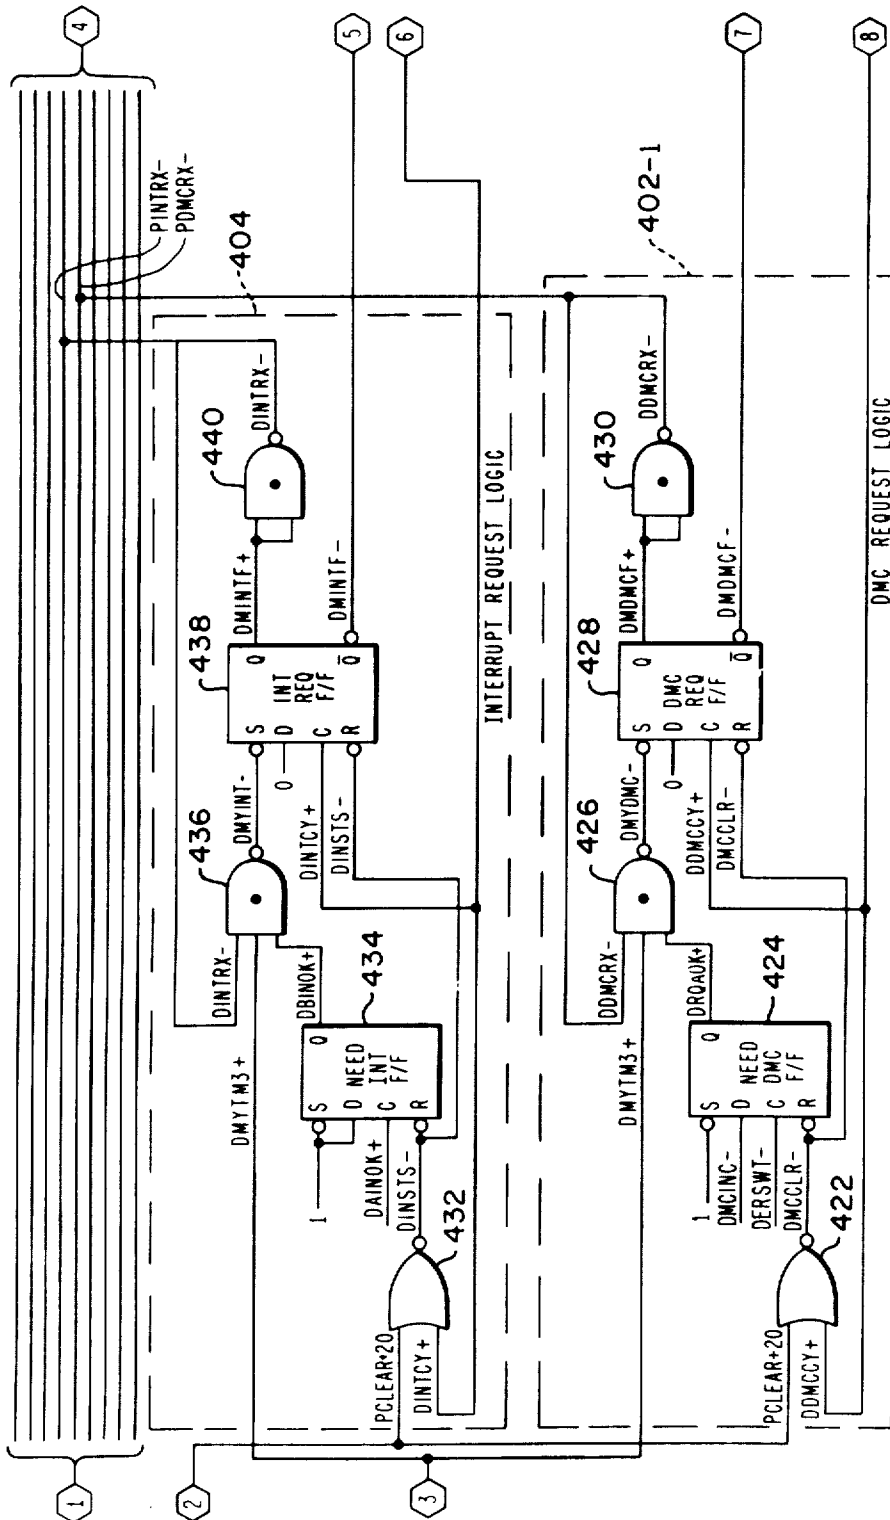 1
4
PINTRX-
PDMCRX-
2
404
PCLEAR+20
DINTCY+
432
DINSTS-
DAINOK+
1
S
D
C
R
Q
NEED
INT
F/F
434
DBINOK+
DMYTM3+
DINTRX-
436
DMYINT-
0
DINTCY+
DINSTS-
S
D
C
R
Q
Q̅
INT
REQ
F/F
438
DMINTF+
DMINTF-
440
DINTRX-
INTERRUPT REQUEST LOGIC
5
6
3
402-1
PCLEAR+20
DDMCCY+
422
DMCCLR-
DERSWT-
DMCINC-
1
S
D
C
R
Q
NEED
DMC
F/F
424
DRQAUK+
DMYTM3+
DDMCRX-
426
DMYDMC-
0
DDMCCY+
DMCCLR-
S
D
C
R
Q
Q̅
DMC
REQ
F/F
428
DMDMCF+
DMDMCF-
430
DDMCRX-
DMC REQUEST LOGIC
7
8